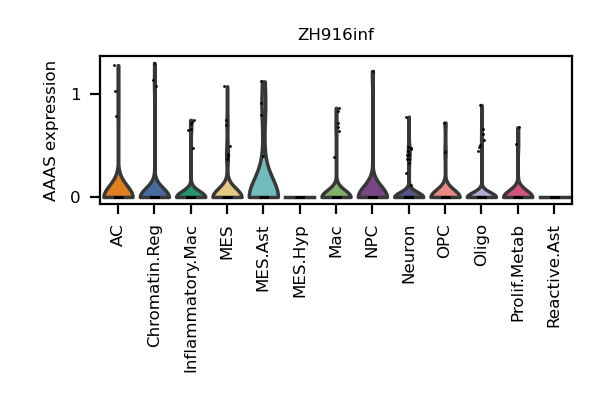 ZH916inf
AAAS expression
1
0
AC
Chromatin.Reg
Inflammatory.Mac
MES
MES.Ast
MES.Hyp
Mac
NPC
Neuron
OPC
Oligo
Prolif.Metab
Reactive.Ast